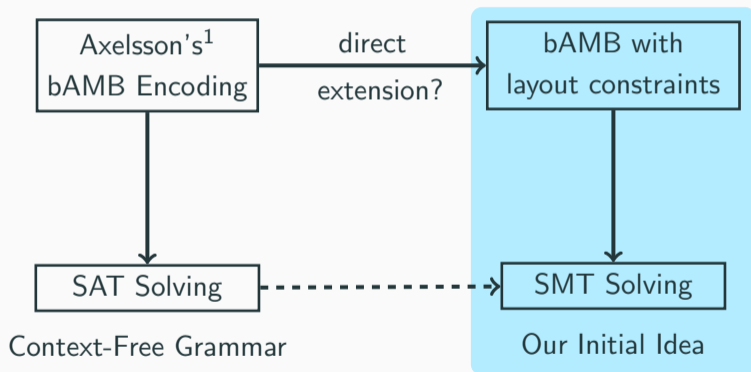 Axelsson's¹
bAMB Encoding
direct
extension?
bAMB with
layout constraints
SAT Solving
SMT Solving
Context-Free Grammar
Our Initial Idea